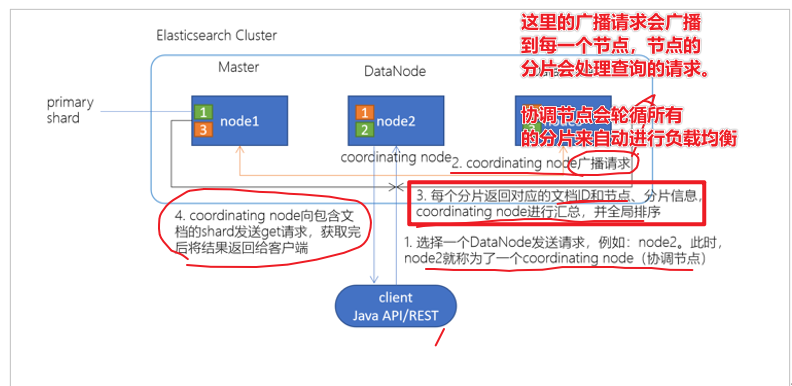 这里的广播请求会广播
到每一个节点，节点的
分片会处理查询的请求。
Elasticsearch Cluster
Master
DataNode
primary
shard
1
3
node1
1
2
node2
协调节点会轮循所有
的分片来自动进行负载均衡
coordinating node
2. coordinating node广播请求
3. 每个分片返回对应的文档ID和节点、分片信息，
coordinating node进行汇总，并全局排序
4. coordinating node向包含文
档的shard发送get请求，获取完
后将结果返回给客户端
1. 选择一个DataNode发送请求，例如：node2。此时，
node2就称为了一个coordinating node（协调节点）
client
Java API/REST